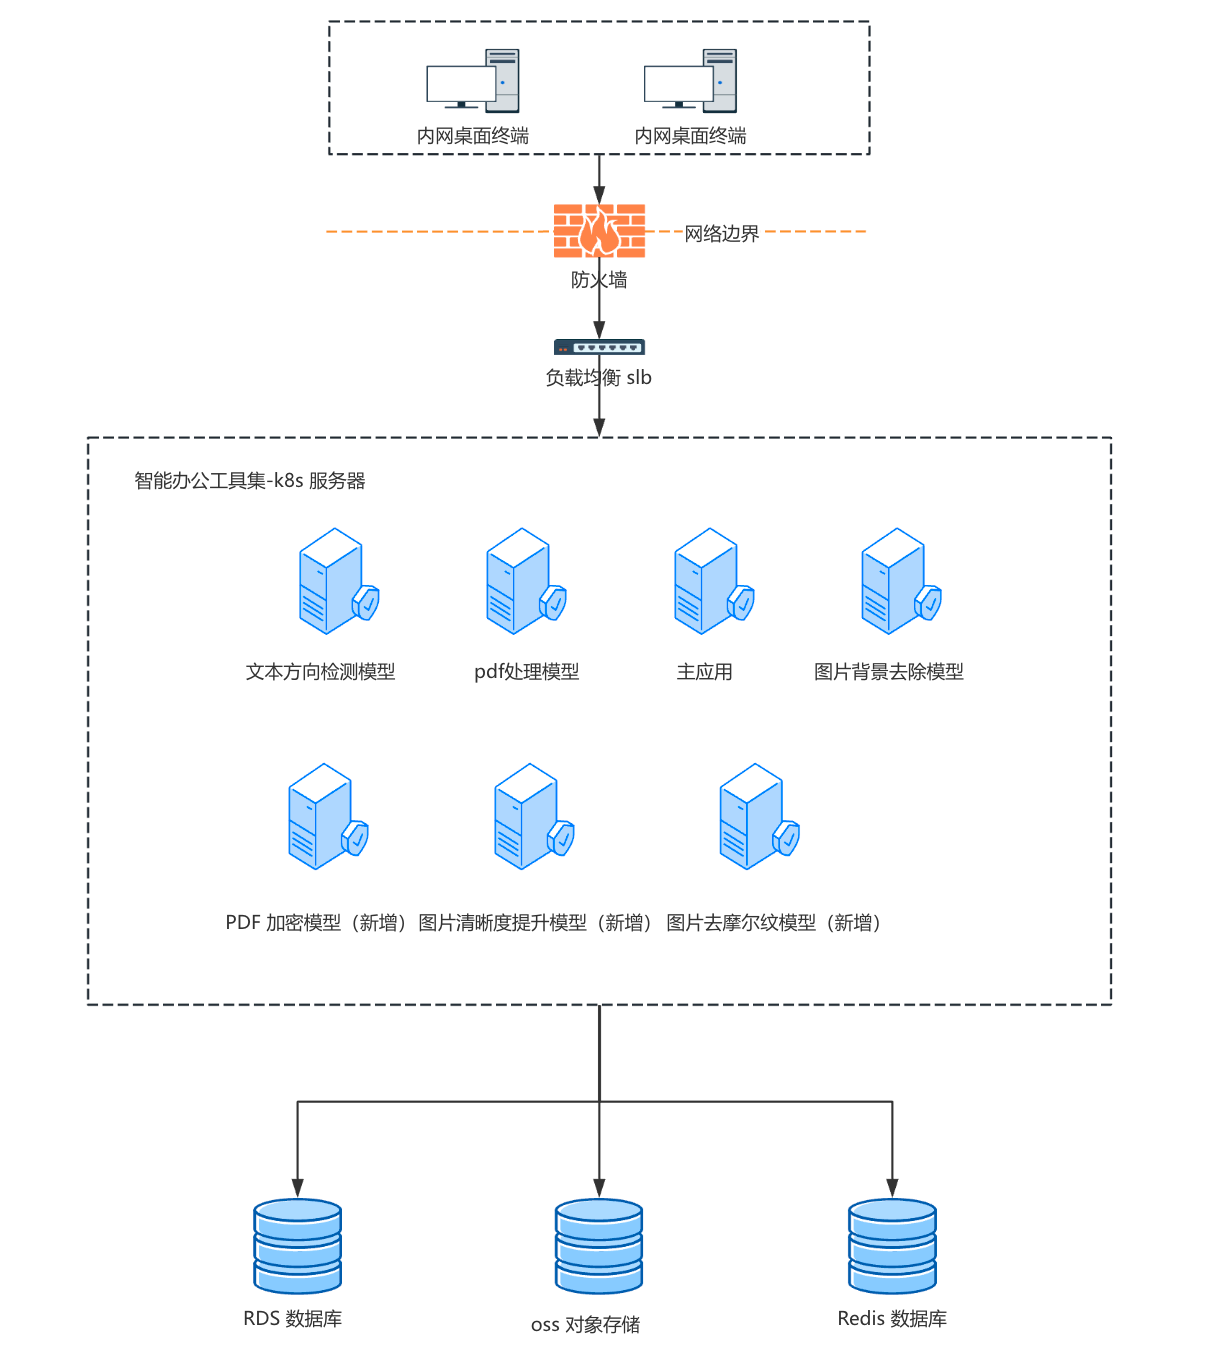 内网桌面终端 内网桌面终端
网络边界
防火墙
负载均衡 slb
智能办公工具集-k8s 服务器
文本方向检测模型 pdf处理模型 主应用 图片背景去除模型
PDF 加密模型（新增） 图片清晰度提升模型（新增） 图片去摩尔纹模型（新增）
RDS 数据库 oss 对象存储 Redis 数据库